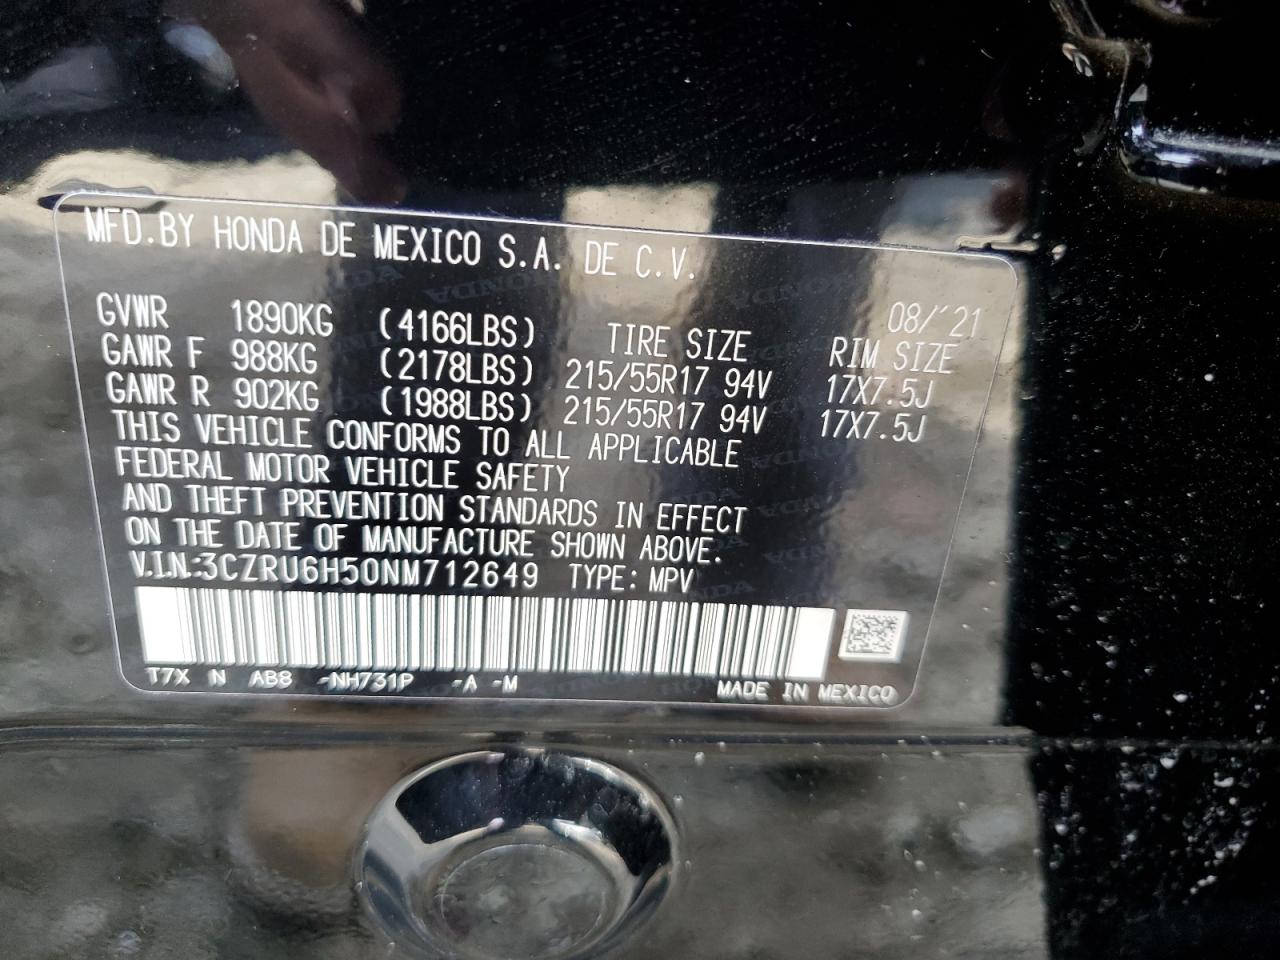 MFD.BY HONDA DE MEXICO S.A. DE C.V.
08/'21
GVWR 1890KG (4166LBS) TIRE SIZE RIM SIZE
GAWR F 988KG (2178LBS) 215/55R17 94V 17X7.5J
GAWR R 902KG (1988LBS) 215/55R17 94V 17X7.5J
THIS VEHICLE CONFORMS TO ALL APPLICABLE
FEDERAL MOTOR VEHICLE SAFETY
AND THEFT PREVENTION STANDARDS IN EFFECT
ON THE DATE OF MANUFACTURE SHOWN ABOVE.
V.I.N.:3CZRU6H50NM712649 TYPE: MPV
T7X N AB8 -NH731P -A -M MADE IN MEXICO